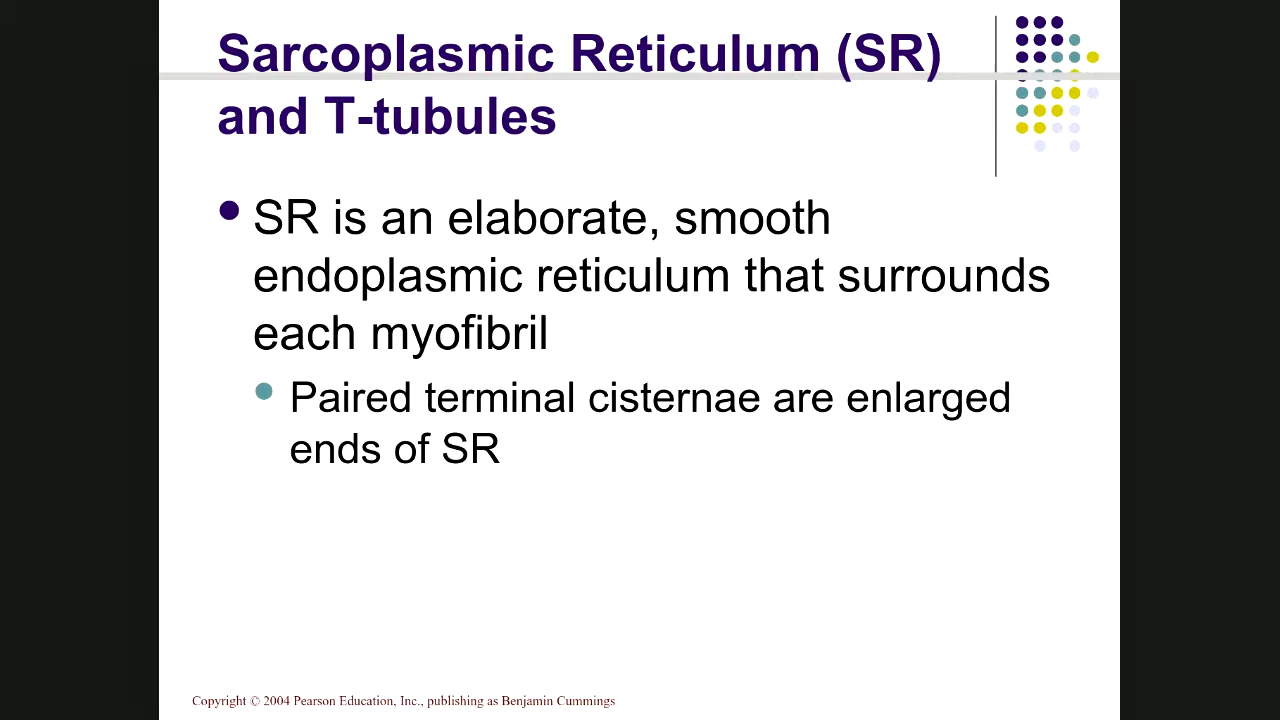 Sarcoplasmic Reticulum (SR)
and T-tubules
SR is an elaborate, smooth
endoplasmic reticulum that surrounds
each myofibril
Paired terminal cisternae are enlarged
ends of SR
Copyright © 2004 Pearson Education, Inc., publishing as Benjamin Cummings